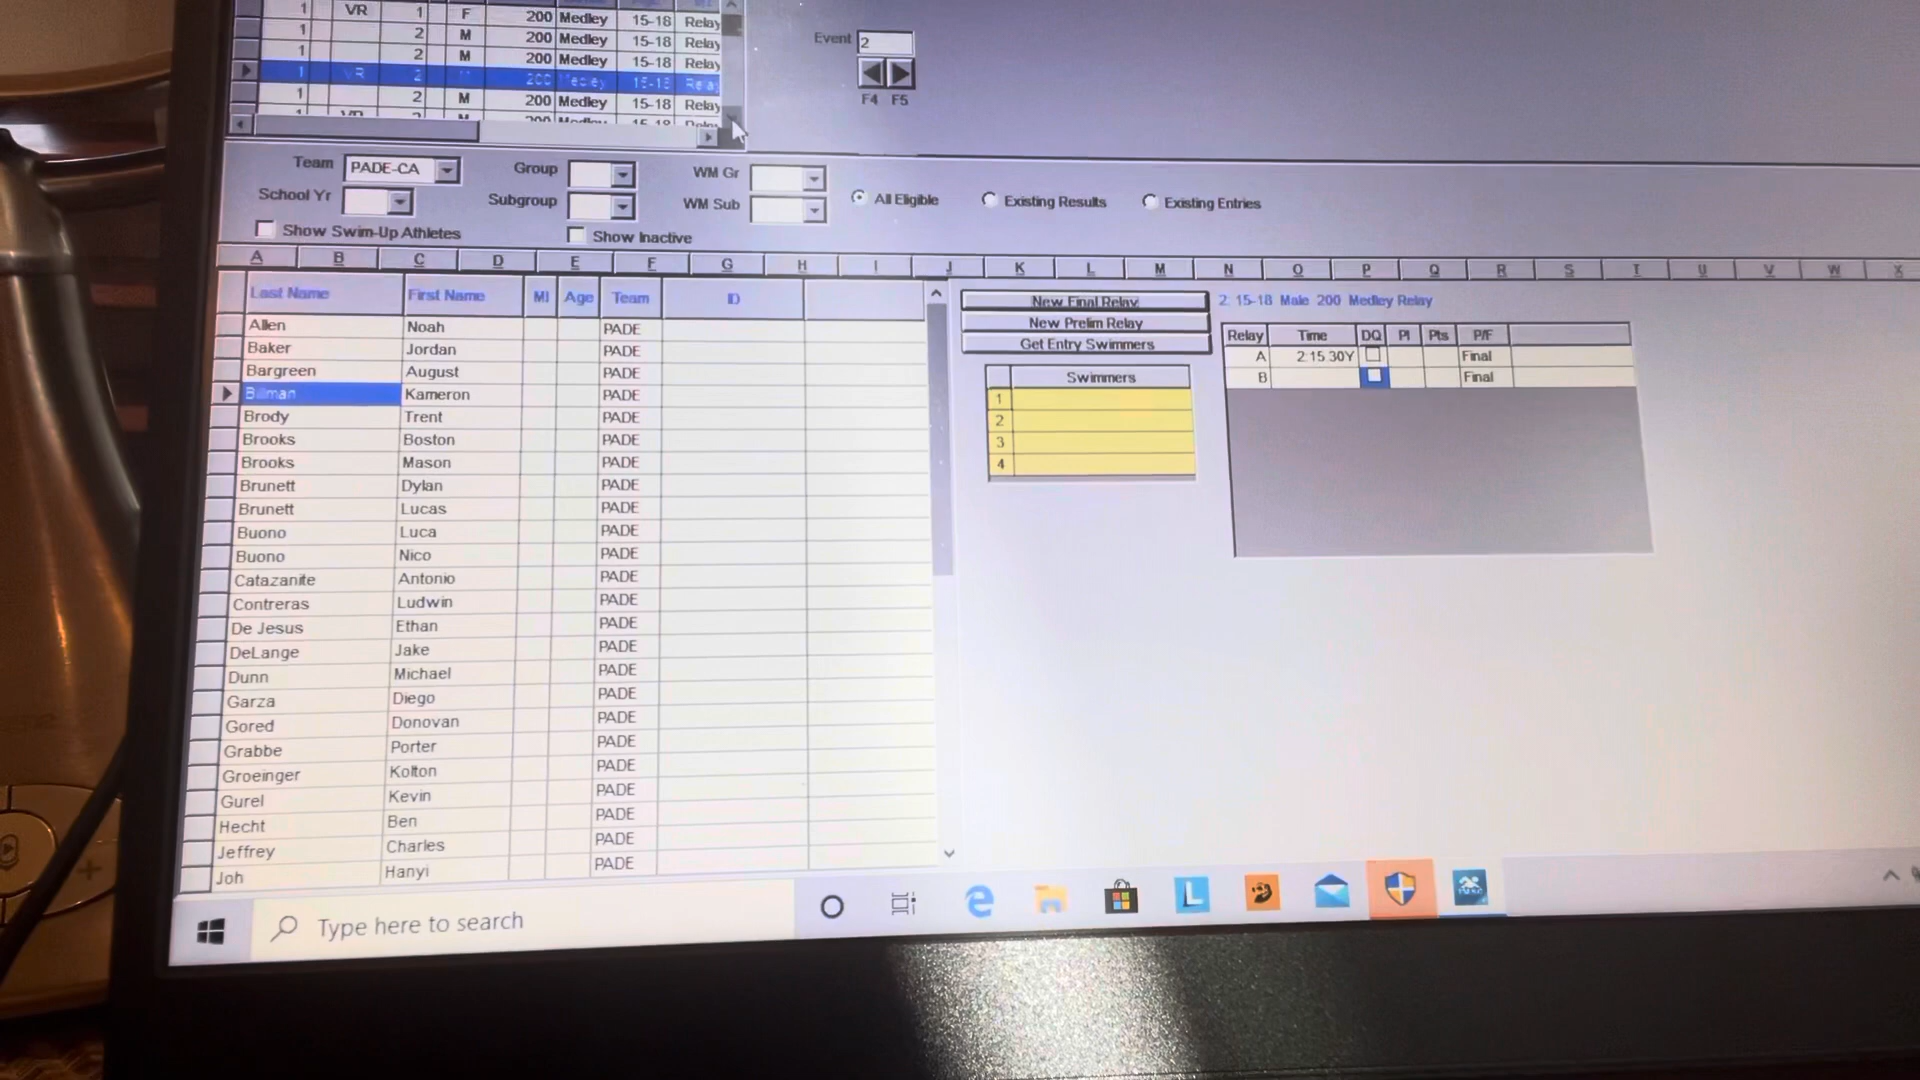 1 VR 1 F 200 Medley 15-18 Relay
1 2 M 200 Medley 15-18 Relay
1 2 M 200 Medley 15-18 Relay
1 VR 2 M 200 Medley 15-18 Relay
1 2 M 200 Medley 15-18 Relay
Event 2
F4 F5
Team PADE-CA Group WM Gr
School Yr Subgroup WM Sub
All Eligible Existing Results Existing Entries
Show Swim-Up Athletes Show Inactive
A B C D E F G H I J K L M N O P Q R S T U V W X
Last Name First Name MI Age Team ID
Allen Noah PADE
Baker Jordan PADE
Bargreen August PADE
Billman Kameron PADE
Brody Trent PADE
Brooks Boston PADE
Brooks Mason PADE
Brunett Dylan PADE
Brunett Lucas PADE
Buono Luca PADE
Buono Nico PADE
Catazanite Antonio PADE
Contreras Ludwin PADE
De Jesus Ethan PADE
DeLange Jake PADE
Dunn Michael PADE
Garza Diego PADE
Gored Donovan PADE
Grabbe Porter PADE
Groeinger Kolton PADE
Gurel Kevin PADE
Hecht Ben PADE
Jeffrey Charles PADE
Joh Hanyi PADE
New Final Relay
New Prelim Relay
Get Entry Swimmers
Swimmers
1
2
3
4
2: 15-18 Male 200 Medley Relay
Relay Time DQ Pl Pts P/F
A 2:15.30Y Final
B Final
Type here to search